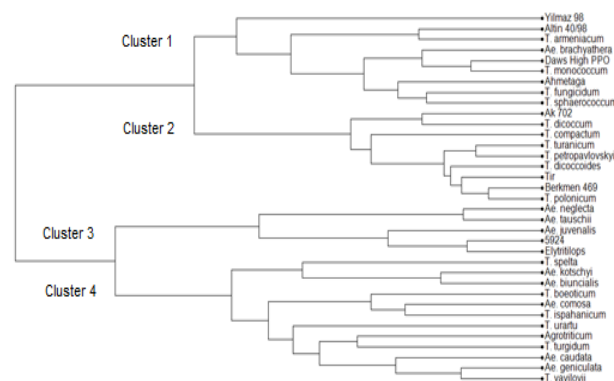 Cluster 1
Cluster 2
Cluster 3
Cluster 4
Yilmaz 98
Altin 40/98
T. armeniacum
Ae. brachyathera
Daws High PPO
T. monococcum
Ahmetaga
T. fungicidum
T. sphaerococcum
Ak 702
T. dicoccum
T. compactum
T. turanicum
T. petropavlovskyi
T. dicoccoides
Tir
Berkmen 469
T. polonicum
Ae. neglecta
Ae. tauschii
Ae. juvenalis
5924
Elytritilops
T. spelta
Ae. kotschyi
Ae. biuncialis
T. boeoticum
Ae. comosa
T. ispahanicum
T. urartu
Agrotriticum
T. turgidum
Ae. caudata
Ae. geniculata
T. vavilovii